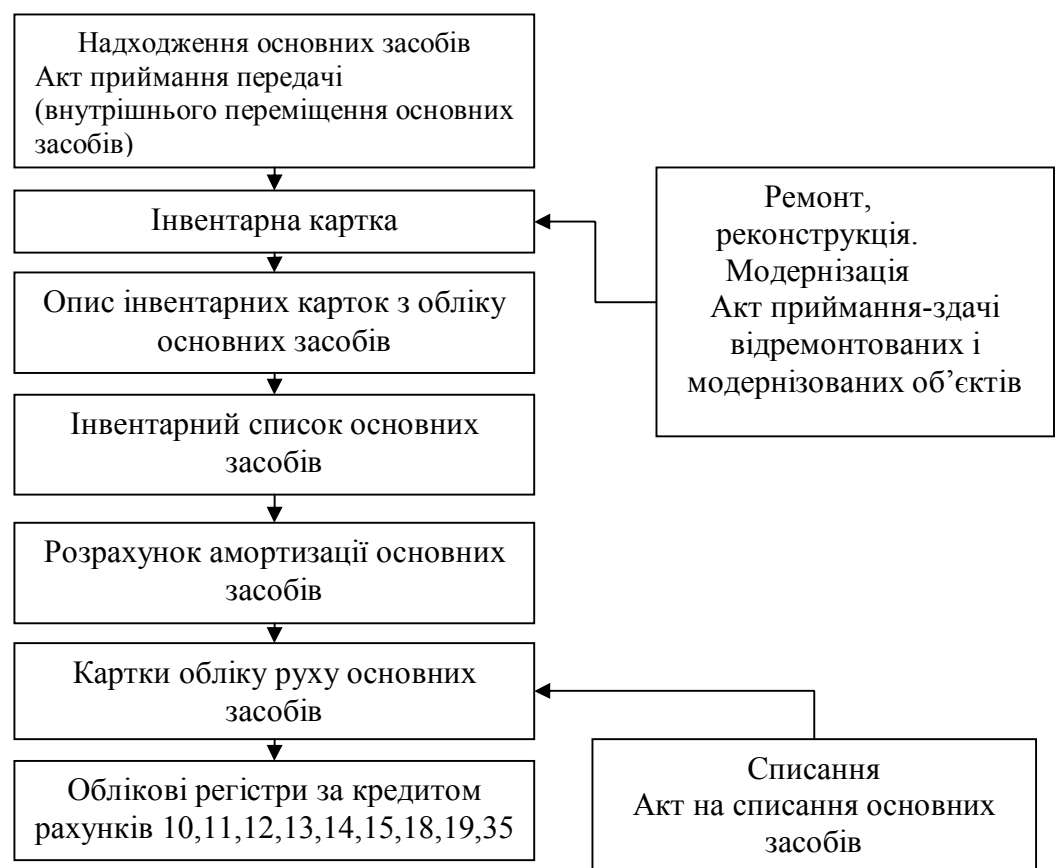 Надходження основних засобів
Акт приймання передачі
(внутрішнього переміщення основних
засобів)
Інвентарна картка
Опис інвентарних карток з обліку
основних засобів
Інвентарний список основних
засобів
Розрахунок амортизації основних
засобів
Картки обліку руху основних
засобів
Облікові регістри за кредитом
рахунків 10,11,12,13,14,15,18,19,35
Ремонт,
реконструкція.
Модернізація
Акт приймання-здачі
відремонтованих і
модернізованих об’єктів
Списання
Акт на списання основних
засобів